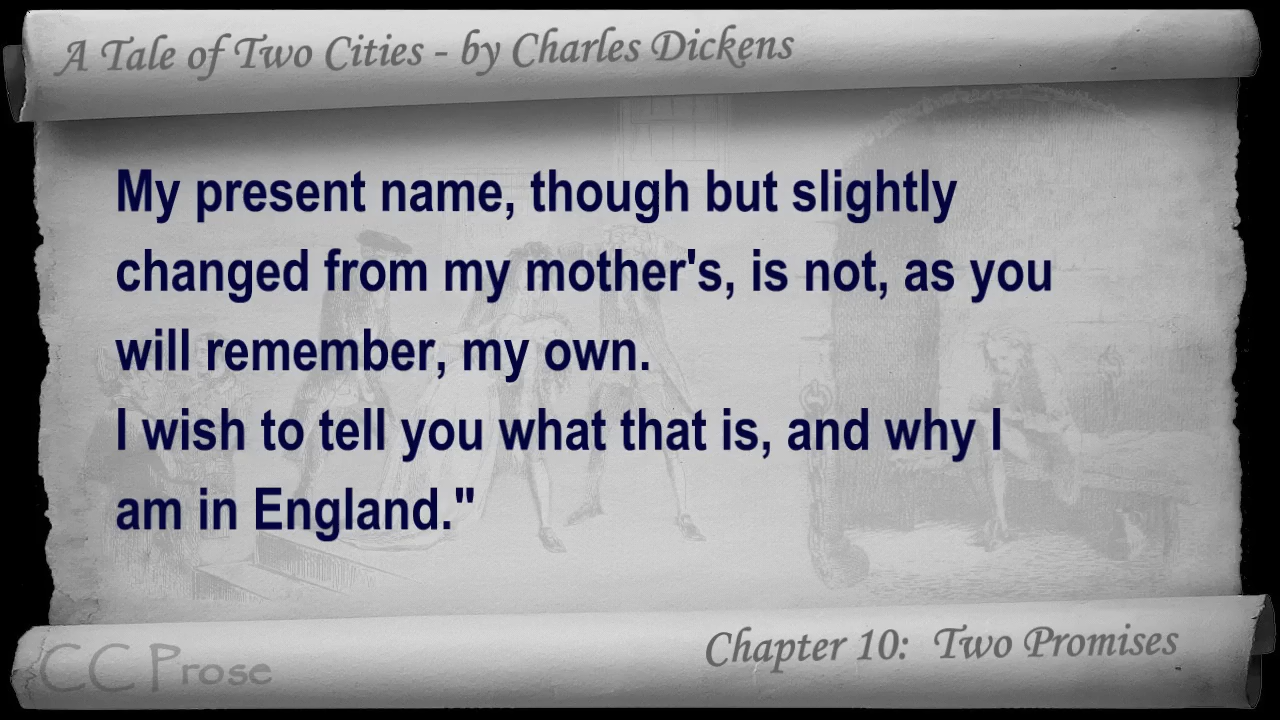 A Tale of Two Cities - by Charles Dickens
My present name, though but slightly
changed from my mother's, is not, as you
will remember, my own.
I wish to tell you what that is, and why I
am in England."
Chapter 10: Two Promises
CC Prose